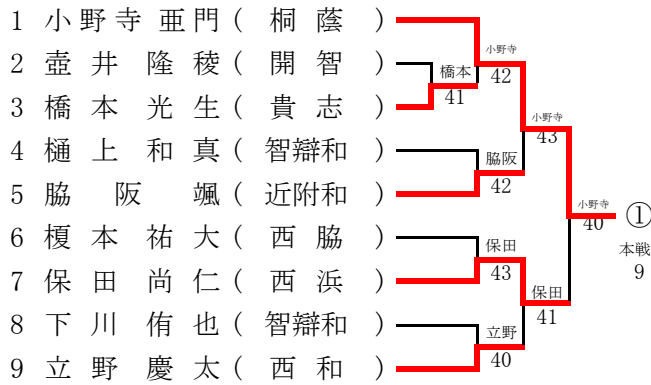 1 小野寺 亜門 ( 桐 蔭 )
2 壺 井 隆 稜 ( 開 智 )
3 橋 本 光 生 ( 貴 志 )
4 樋 上 和 真 ( 智辯和 )
5 脇 阪 颯 ( 近附和 )
6 榎 本 祐 大 ( 西 脇 )
7 保 田 尚 仁 ( 西 浜 )
8 下 川 侑 也 ( 智辯和 )
9 立 野 慶 太 ( 西 和 )
小野寺
42
橋本
41
小野寺
43
脇阪
42
小野寺
40
①
本戦
9
保田
43
保田
41
立野
40